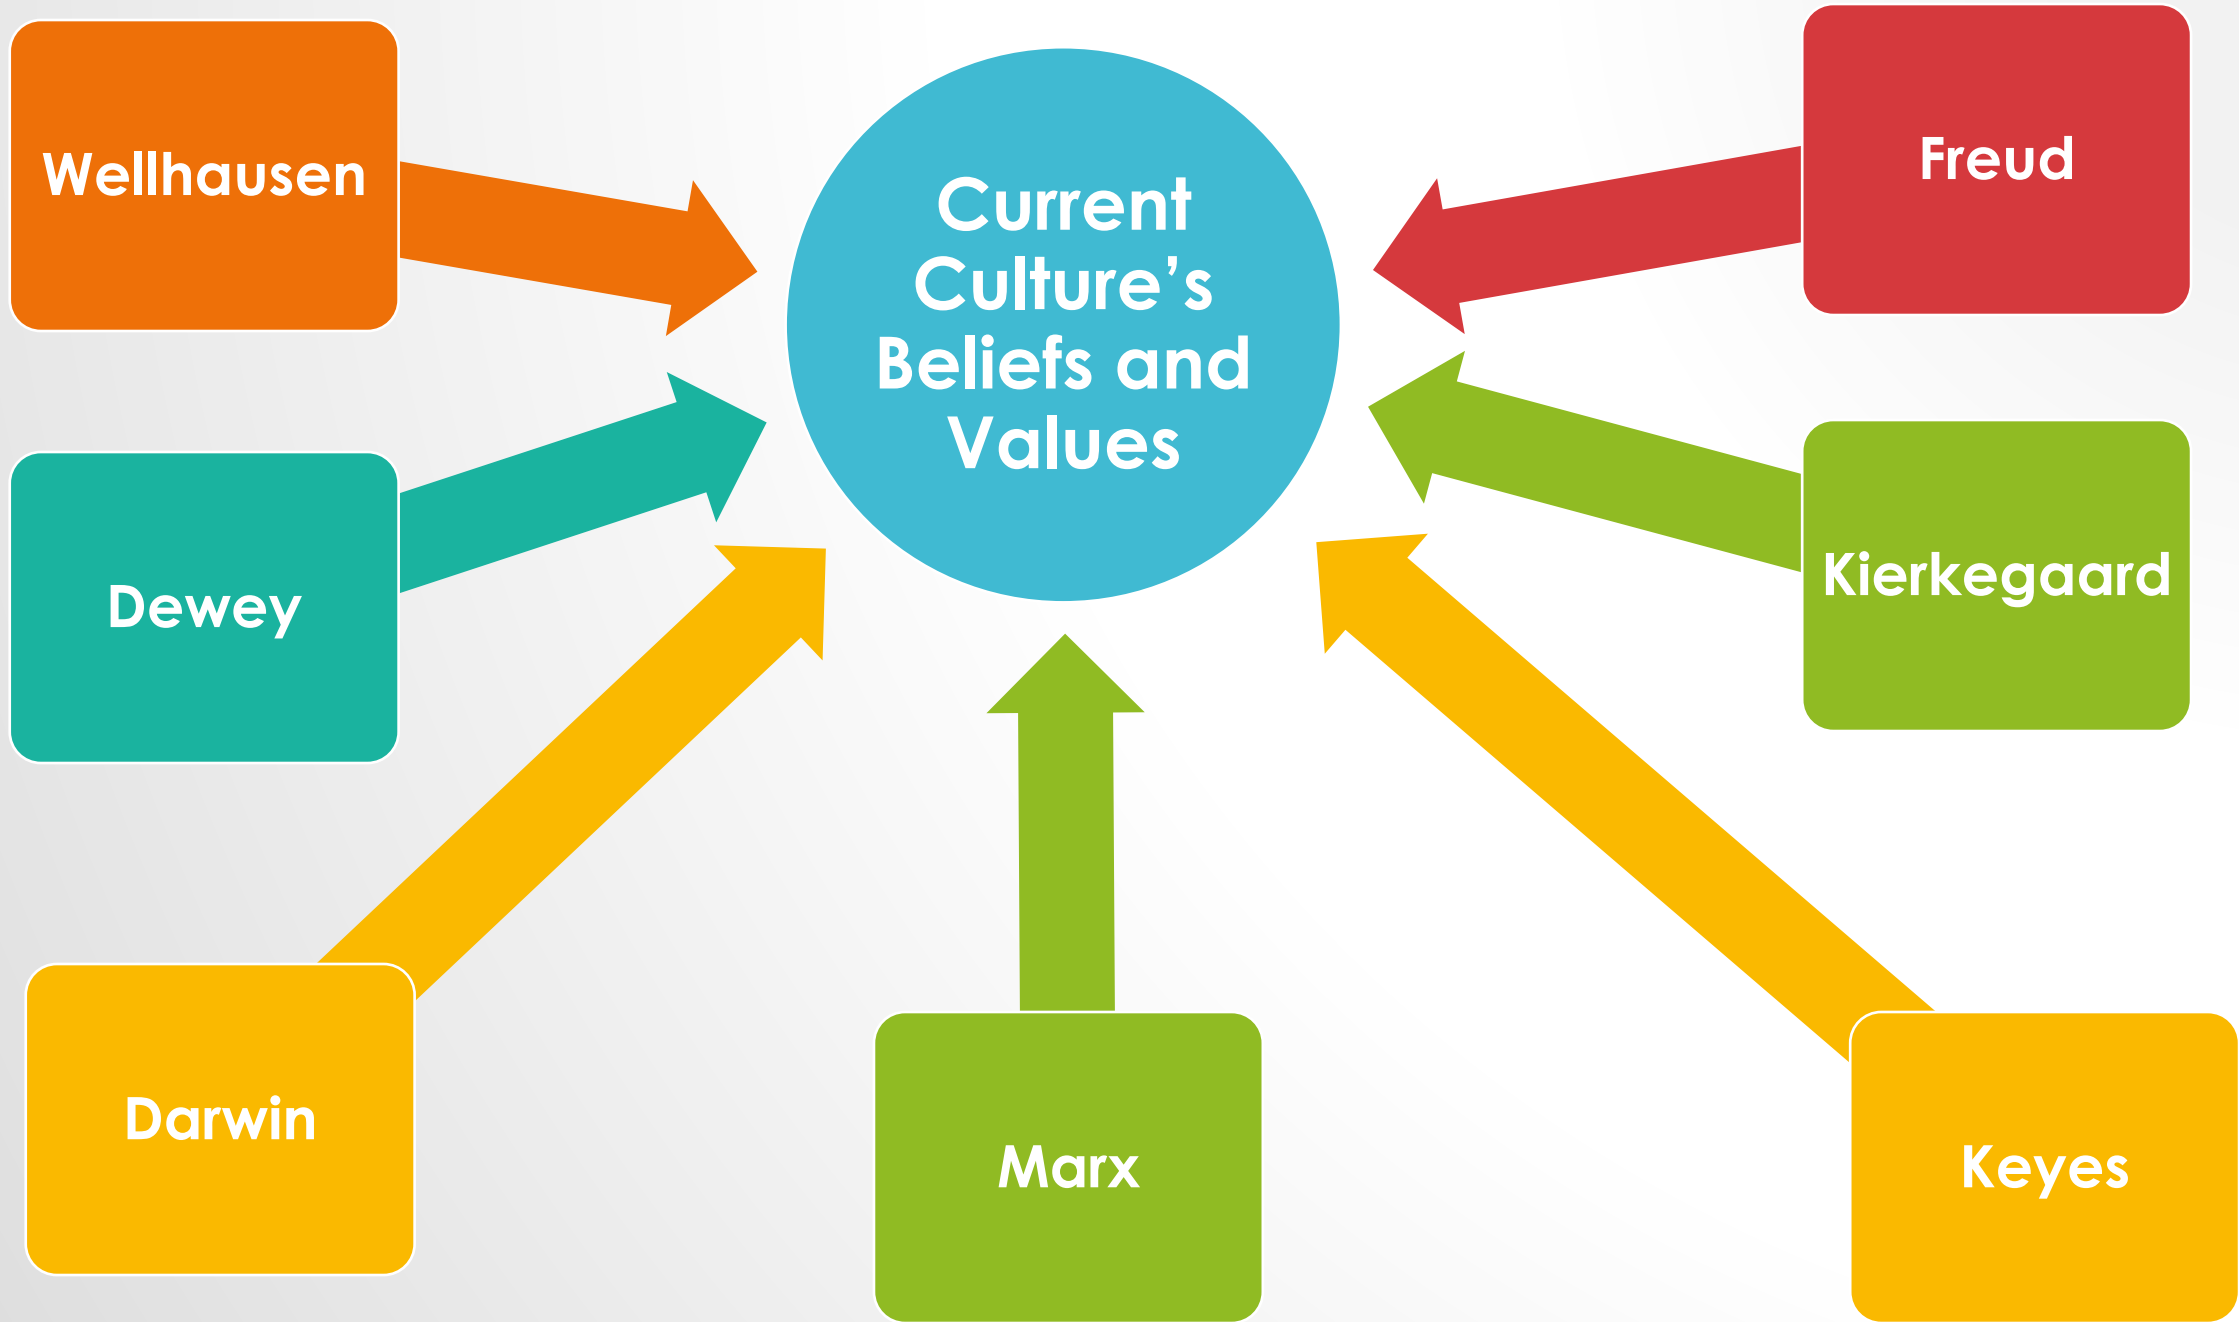 Wellhausen
Current
Culture’s
Beliefs and
Values
Freud
Dewey
Kierkegaard
Darwin
Marx
Keyes